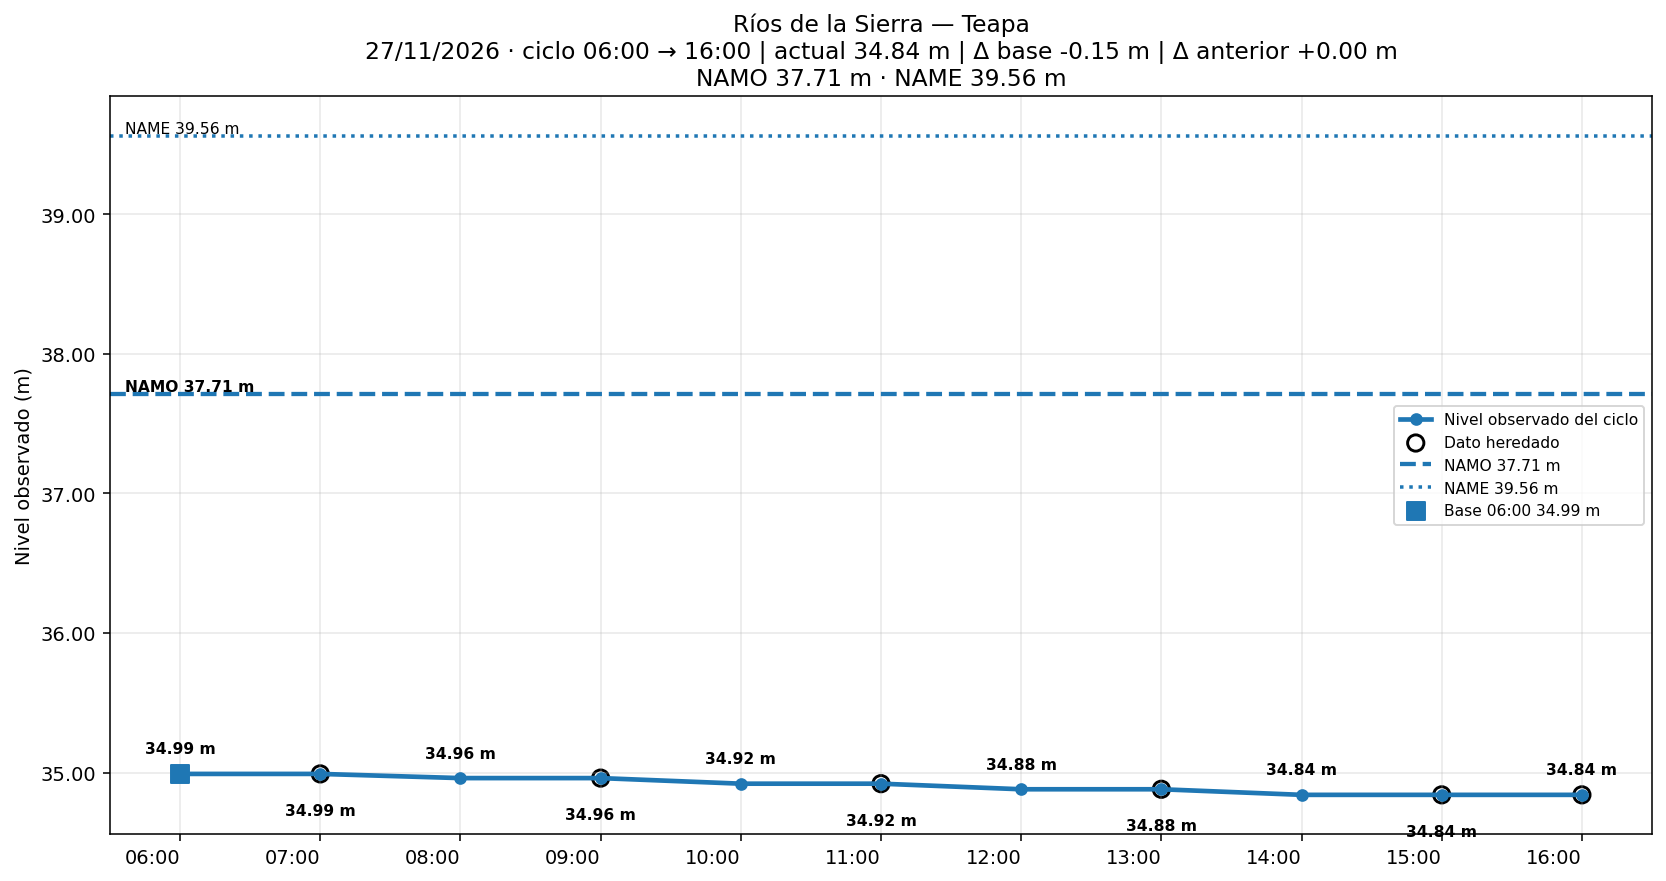 Ríos de la Sierra — Teapa
27/11/2026 · ciclo 06:00 → 16:00 | actual 34.84 m | Δ base -0.15 m | Δ anterior +0.00 m
NAMO 37.71 m · NAME 39.56 m
NAME 39.56 m
39.00
38.00
NAMO 37.71 m
Nivel observado del ciclo
Dato heredado
NAMO 37.71 m
NAME 39.56 m
Base 06:00 34.99 m
37.00
Nivel observado (m)
36.00
35.00
34.99 m
34.99 m
34.96 m
34.96 m
34.92 m
34.92 m
34.88 m
34.88 m
34.84 m
34.84 m
34.84 m
06:00
07:00
08:00
09:00
10:00
11:00
12:00
13:00
14:00
15:00
16:00